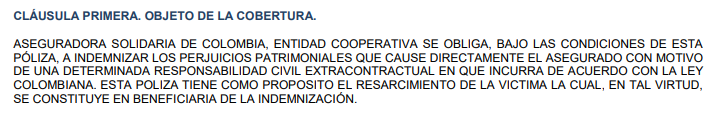 CLÁUSULA PRIMERA. OBJETO DE LA COBERTURA.
ASEGURADORA SOLIDARIA DE COLOMBIA, ENTIDAD COOPERATIVA SE OBLIGA, BAJO LAS CONDICIONES DE ESTA
PÓLIZA, A INDEMNIZAR LOS PERJUICIOS PATRIMONIALES QUE CAUSE DIRECTAMENTE EL ASEGURADO CON MOTIVO
DE UNA DETERMINADA RESPONSABILIDAD CIVIL EXTRACONTRACTUAL EN QUE INCURRA DE ACUERDO CON LA LEY
COLOMBIANA. ESTA POLIZA TIENE COMO PROPOSITO EL RESARCIMIENTO DE LA VICTIMA LA CUAL, EN TAL VIRTUD,
SE CONSTITUYE EN BENEFICIARIA DE LA INDEMNIZACIÓN.